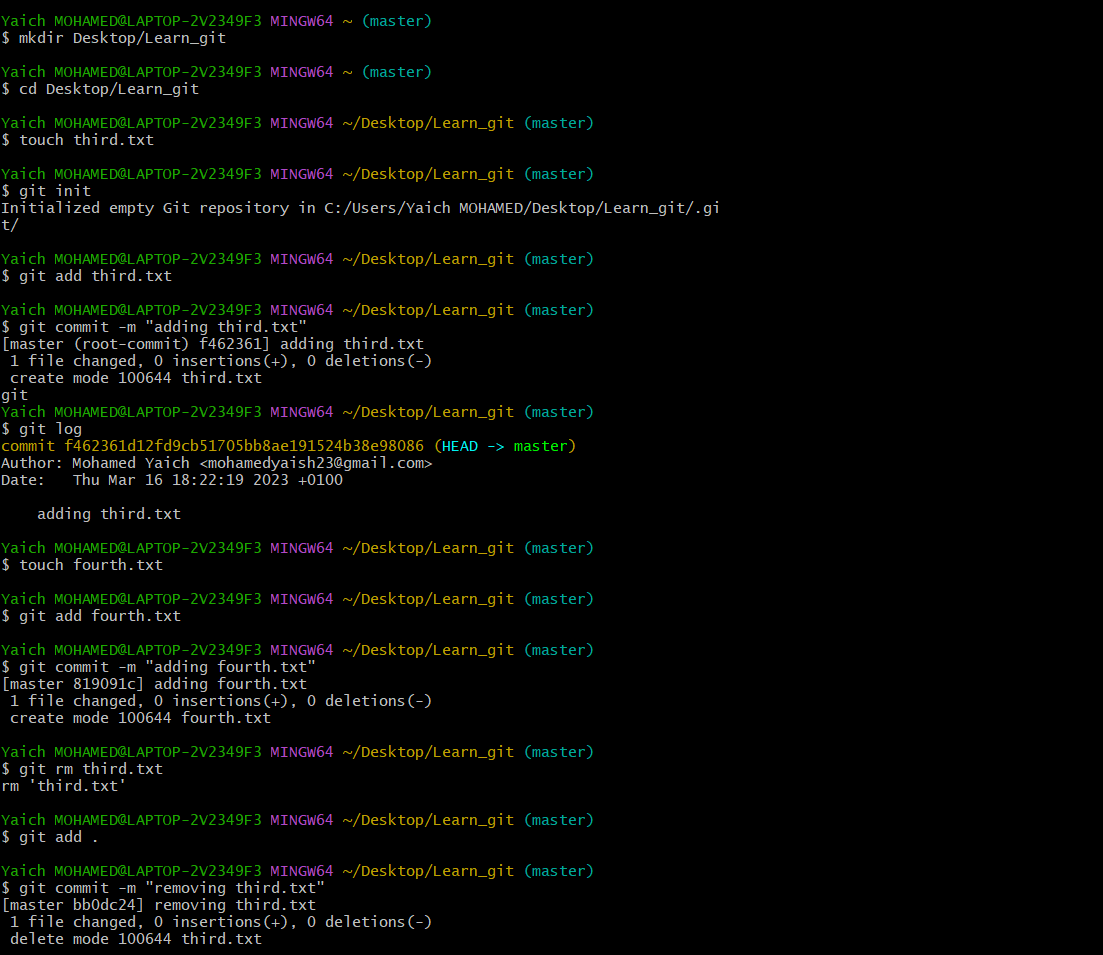 Yaich MOHAMED@LAPTOP-2V2349F3 MINGW64 ~ (master)
$ mkdir Desktop/Learn_git
Yaich MOHAMED@LAPTOP-2V2349F3 MINGW64 ~ (master)
$ cd Desktop/Learn_git
Yaich MOHAMED@LAPTOP-2V2349F3 MINGW64 ~/Desktop/Learn_git (master)
$ touch third.txt
Yaich MOHAMED@LAPTOP-2V2349F3 MINGW64 ~/Desktop/Learn_git (master)
$ git init
Initialized empty Git repository in C:/Users/Yaich MOHAMED/Desktop/Learn_git/.gi
t/
Yaich MOHAMED@LAPTOP-2V2349F3 MINGW64 ~/Desktop/Learn_git (master)
$ git add third.txt
Yaich MOHAMED@LAPTOP-2V2349F3 MINGW64 ~/Desktop/Learn_git (master)
$ git commit -m "adding third.txt"
[master (root-commit) f462361] adding third.txt
 1 file changed, 0 insertions(+), 0 deletions(-)
 create mode 100644 third.txt
git
Yaich MOHAMED@LAPTOP-2V2349F3 MINGW64 ~/Desktop/Learn_git (master)
$ git log
commit f462361d12fd9cb51705bb8ae191524b38e98086 (HEAD -> master)
Author: Mohamed Yaich <mohamedyaish23@gmail.com>
Date:   Thu Mar 16 18:22:19 2023 +0100
    adding third.txt
Yaich MOHAMED@LAPTOP-2V2349F3 MINGW64 ~/Desktop/Learn_git (master)
$ touch fourth.txt
Yaich MOHAMED@LAPTOP-2V2349F3 MINGW64 ~/Desktop/Learn_git (master)
$ git add fourth.txt
Yaich MOHAMED@LAPTOP-2V2349F3 MINGW64 ~/Desktop/Learn_git (master)
$ git commit -m "adding fourth.txt"
[master 819091c] adding fourth.txt
 1 file changed, 0 insertions(+), 0 deletions(-)
 create mode 100644 fourth.txt
Yaich MOHAMED@LAPTOP-2V2349F3 MINGW64 ~/Desktop/Learn_git (master)
$ git rm third.txt
rm 'third.txt'
Yaich MOHAMED@LAPTOP-2V2349F3 MINGW64 ~/Desktop/Learn_git (master)
$ git add .
Yaich MOHAMED@LAPTOP-2V2349F3 MINGW64 ~/Desktop/Learn_git (master)
$ git commit -m "removing third.txt"
[master bb0dc24] removing third.txt
 1 file changed, 0 insertions(+), 0 deletions(-)
 delete mode 100644 third.txt